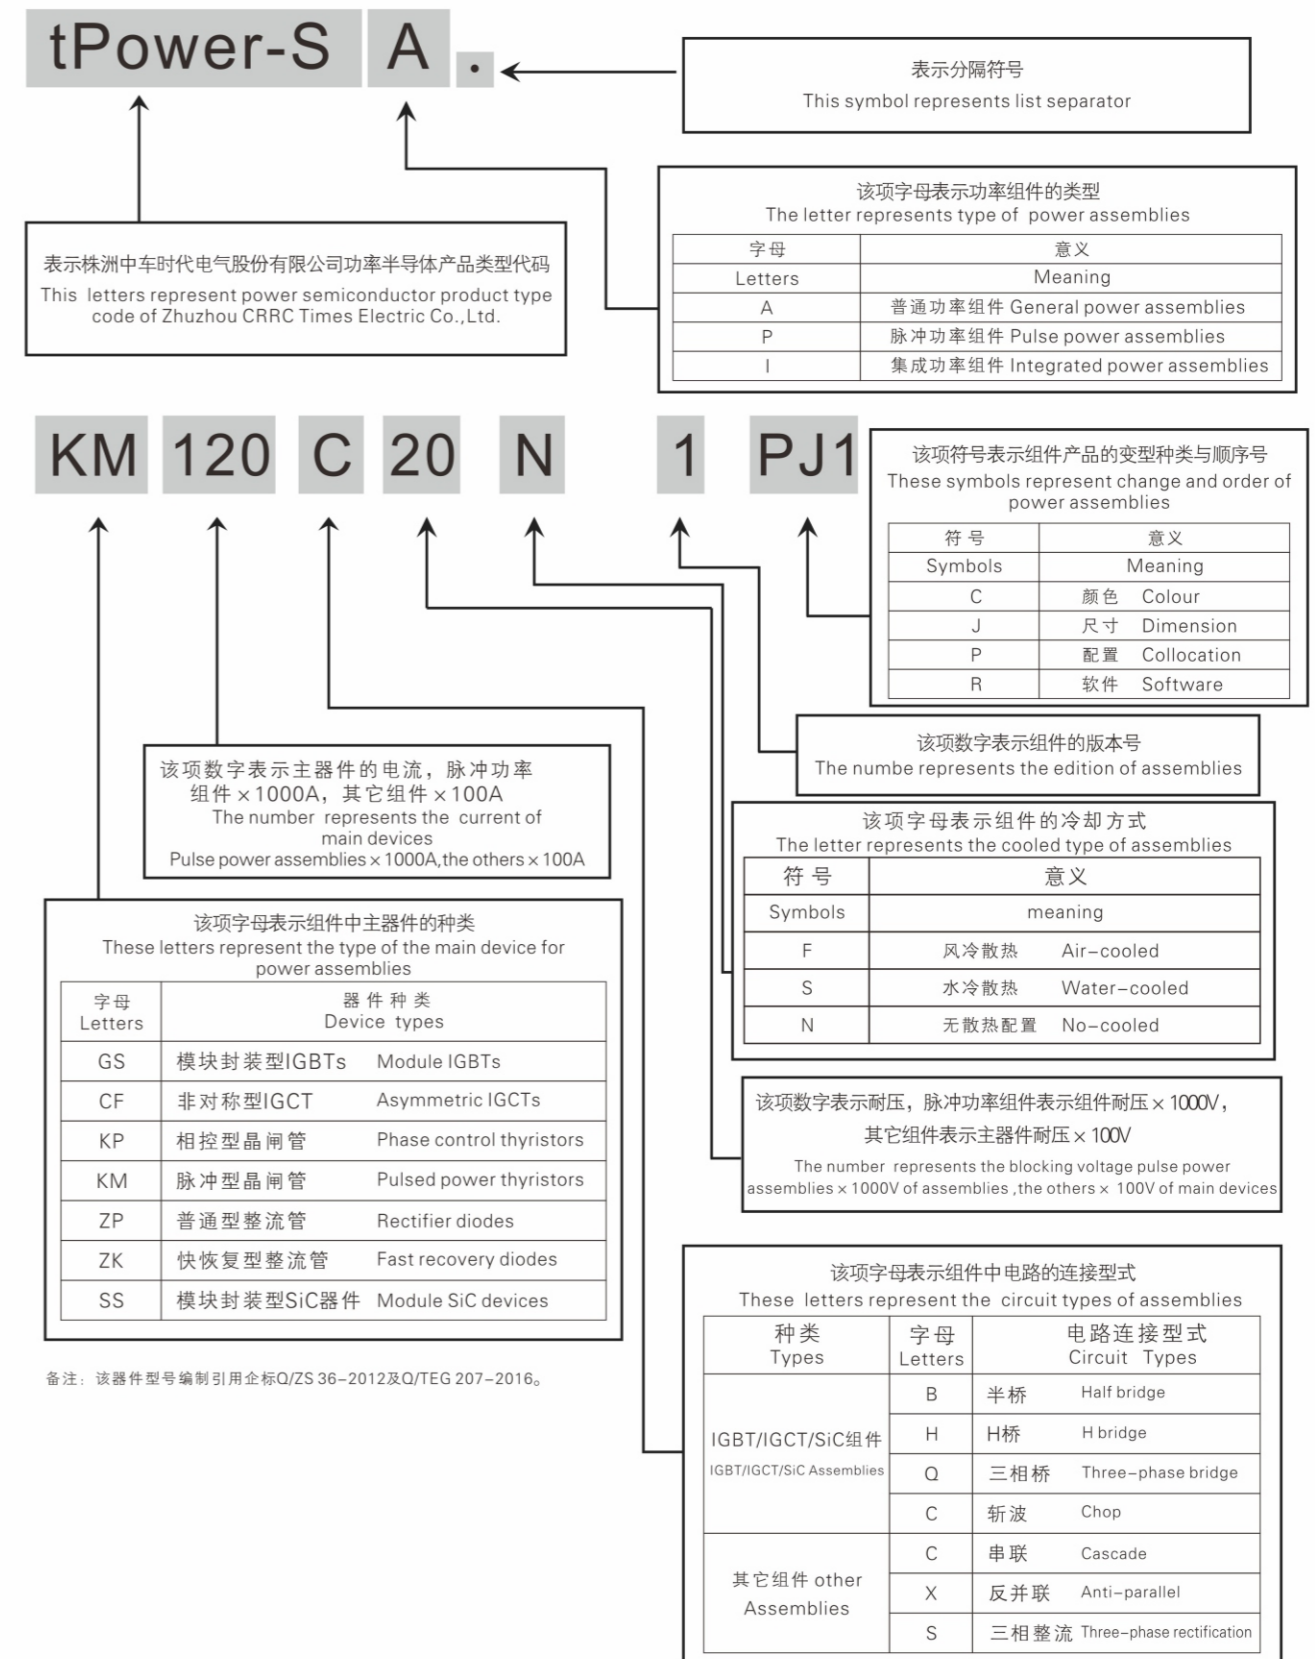 tPower-S A .
表示分隔符号
This symbol represents list separator
该项字母表示功率组件的类型
The letter represents type of power assemblies
字母 意义
Letters Meaning
A 普通功率组件 General power assemblies
P 脉冲功率组件 Pulse power assemblies
I 集成功率组件 Integrated power assemblies
表示株洲中车时代电气股份有限公司功率半导体产品类型代码
This letters represent power semiconductor product type
code of Zhuzhou CRRC Times Electric Co.,Ltd.
KM 120 C 20 N 1 PJ1
该项符号表示组件产品的变型种类与顺序号
These symbols represent change and order of
power assemblies
符号 意义
Symbols Meaning
C 颜色 Colour
J 尺寸 Dimension
P 配置 Collocation
R 软件 Software
该项数字表示组件的版本号
The numbe represents the edition of assemblies
该项数字表示主器件的电流，脉冲功率
组件×1000A，其它组件×100A
The number represents the current of
main devices
Pulse power assemblies×1000A,the others×100A
该项字母表示组件的冷却方式
The letter represents the cooled type of assemblies
符号 意义
Symbols meaning
F 风冷散热 Air-cooled
S 水冷散热 Water-cooled
N 无散热配置 No-cooled
该项字母表示组件中主器件的种类
These letters represent the type of the main device for
power assemblies
字母 器件种类
Letters Device types
GS 模块封装型IGBTs Module IGBTs
CF 非对称型IGCT Asymmetric IGCTs
KP 相控型晶闸管 Phase control thyristors
KM 脉冲型晶闸管 Pulsed power thyristors
ZP 普通型整流管 Rectifier diodes
ZK 快恢复型整流管 Fast recovery diodes
SS 模块封装型SiC器件 Module SiC devices
该项数字表示耐压，脉冲功率组件表示组件耐压×1000V，
其它组件表示主器件耐压×100V
The number represents the blocking voltage pulse power
assemblies×1000V of assemblies ,the others× 100V of main devices
备注：该器件型号编制引用企标Q/ZS 36-2012及Q/TEG 207-2016。
该项字母表示组件中电路的连接型式
These letters represent the circuit types of assemblies
种类 字母 电路连接型式
Types Letters Circuit Types
IGBT/IGCT/SiC组件
IGBT/IGCT/SiC Assemblies
B 半桥 Half bridge
H H桥 H bridge
Q 三相桥 Three-phase bridge
C 斩波 Chop
其它组件 other
Assemblies
C 串联 Cascade
X 反并联 Anti-parallel
S 三相整流 Three-phase rectification